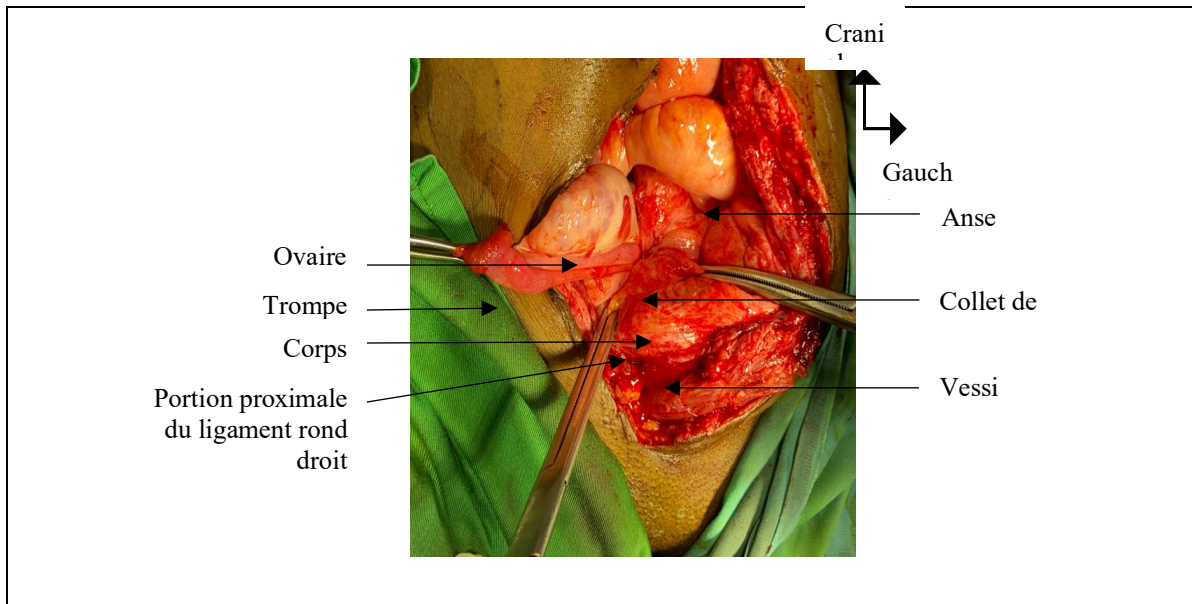 Crani
Gauch
Anse
Ovaire
Trompe
Collet de
Corps
Vessi
Portion proximale
du ligament rond
droit